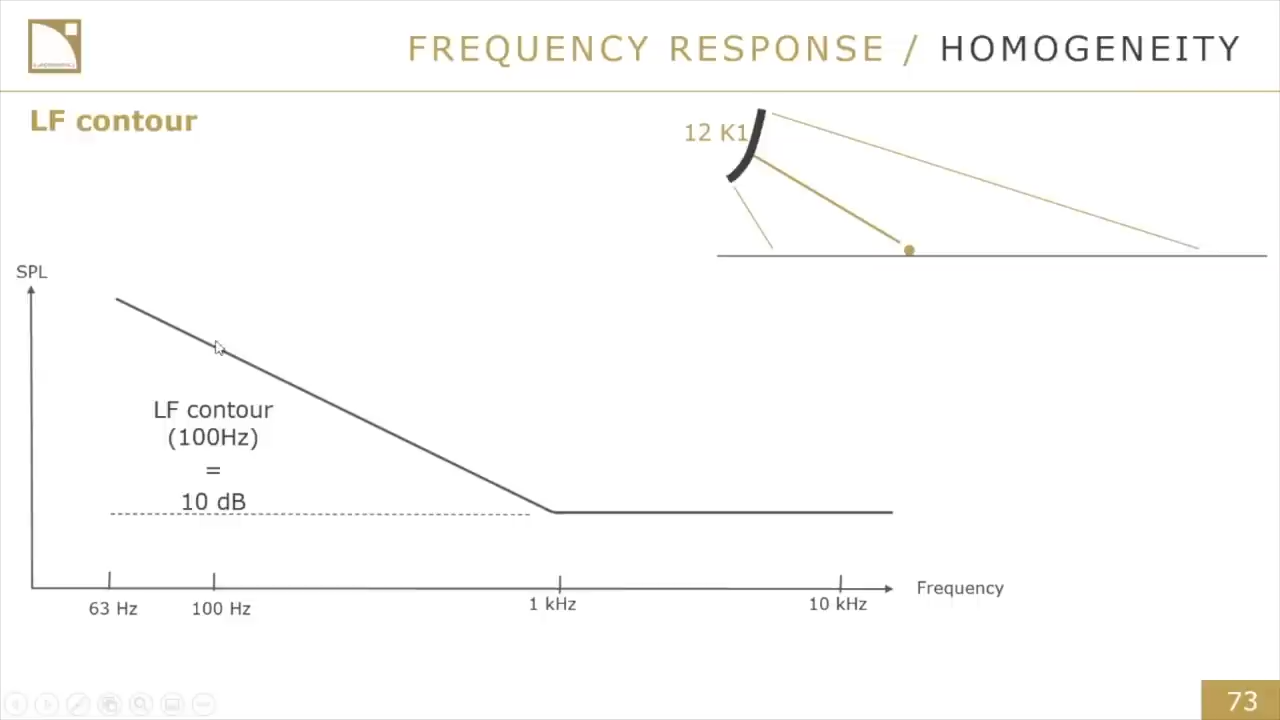 FREQUENCY RESPONSE / HOMOGENEITY
LF contour
12 K1
SPL
LF contour
(100Hz)
=
10 dB
63 Hz
100 Hz
1 kHz
10 kHz
Frequency
73